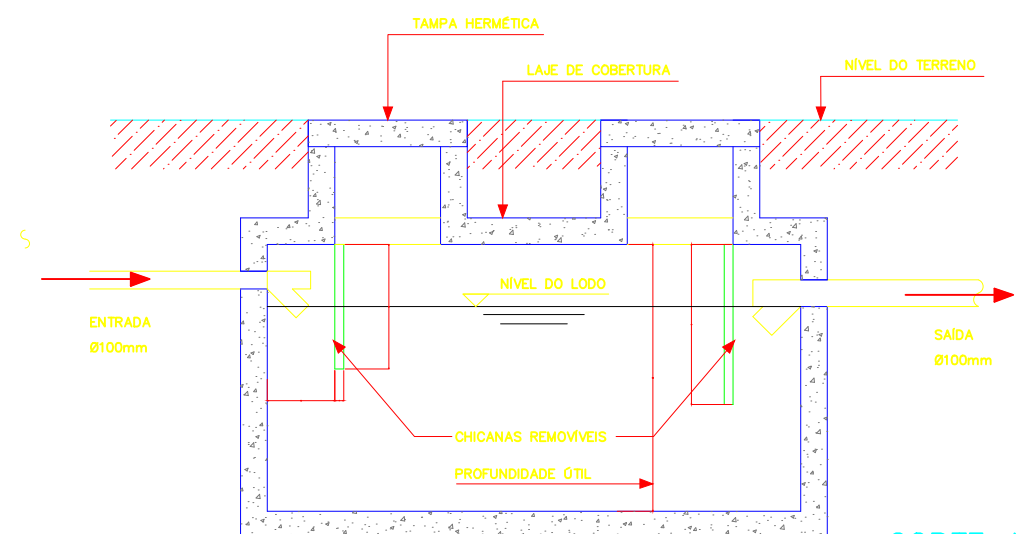 TAMPA HERMÉTICA
LAJE DE COBERTURA
NÍVEL DO TERRENO
S
NÍVEL DO LODO
ENTRADA
Ø100mm
SAÍDA
Ø100mm
CHICANAS REMOVÍVEIS
PROFUNDIDADE ÚTIL